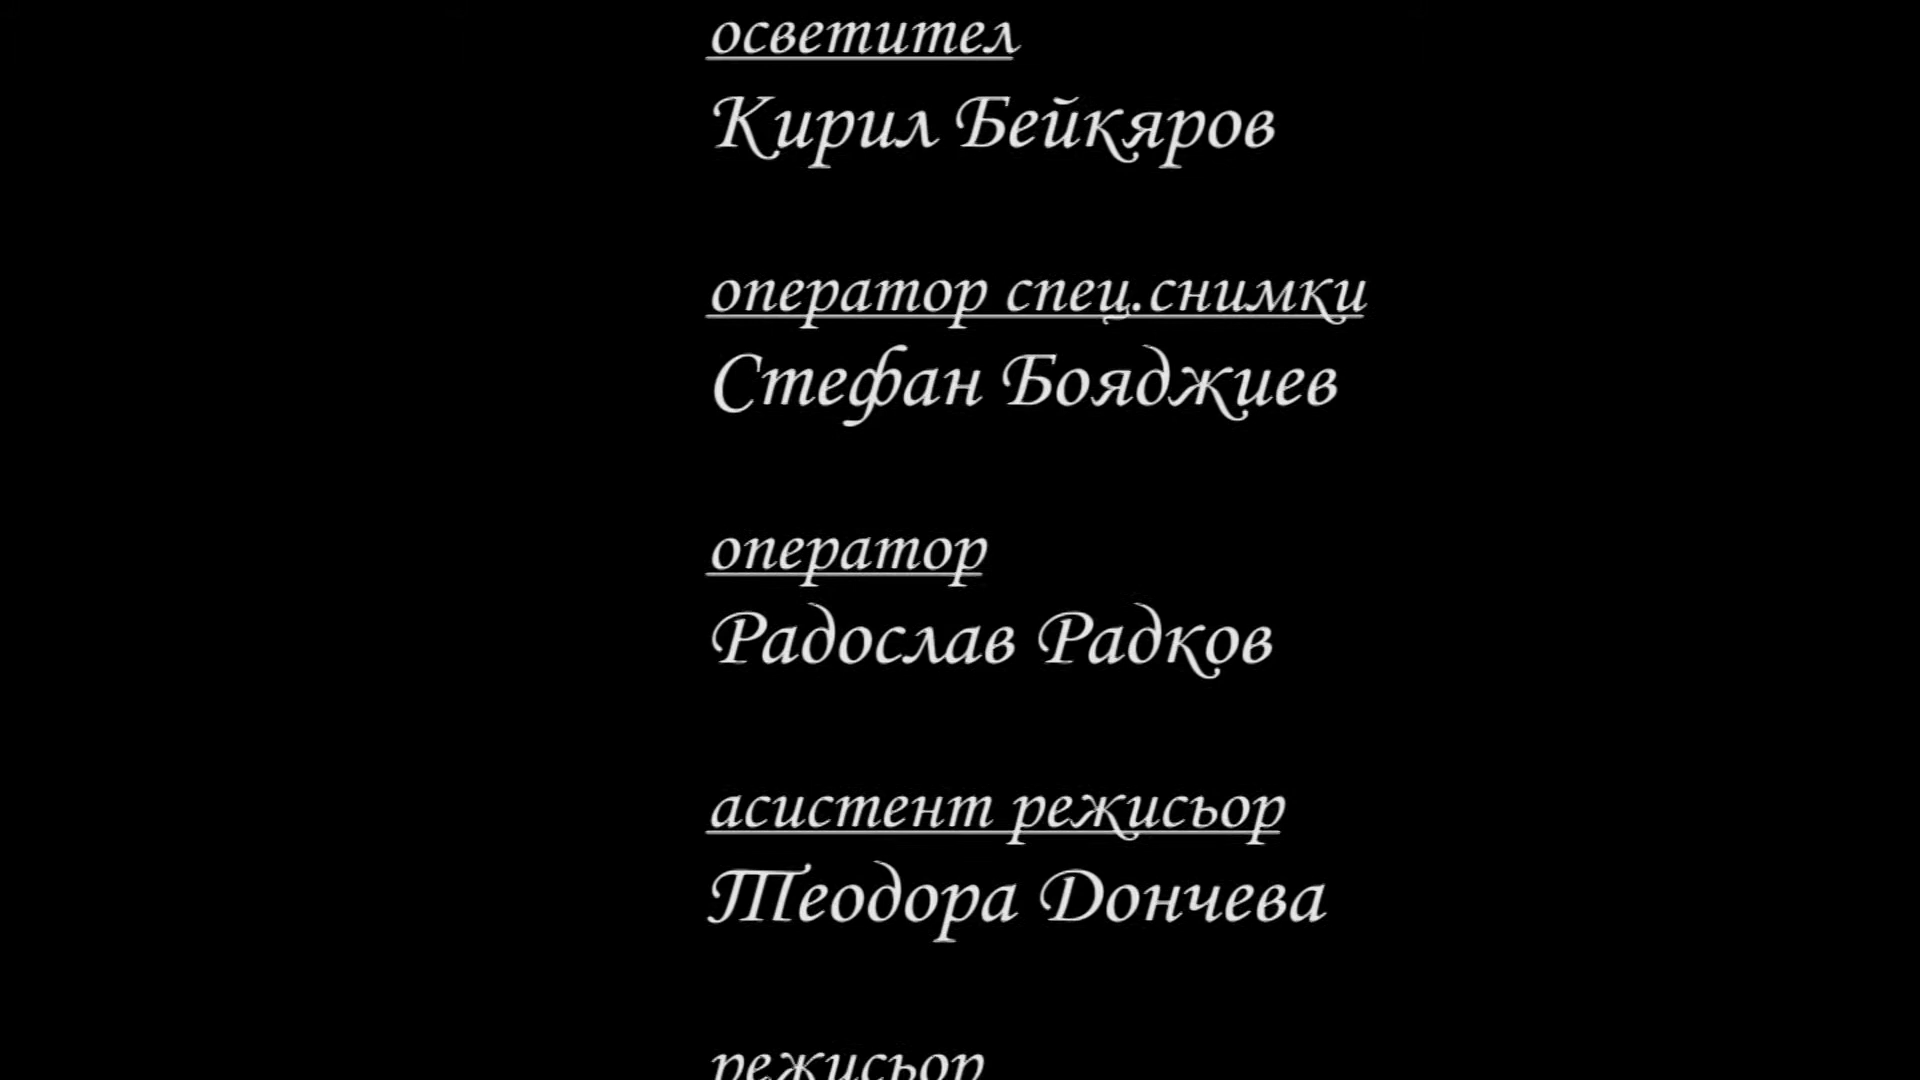 осветител
Кирил Бейкяров
оператор спец.снимки
Стефан Бояджиев
оператор
Радослав Радков
асистент режисьор
Теодора Дончева
режисьор